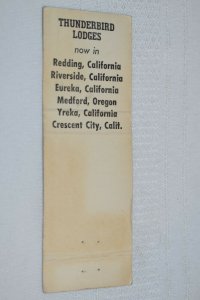 THUNDERBIRD
LODGES
now in
Redding, California
Riverside, California
Eureka, California
Medford, Oregon
Yreka, California
Crescent City, Calif.